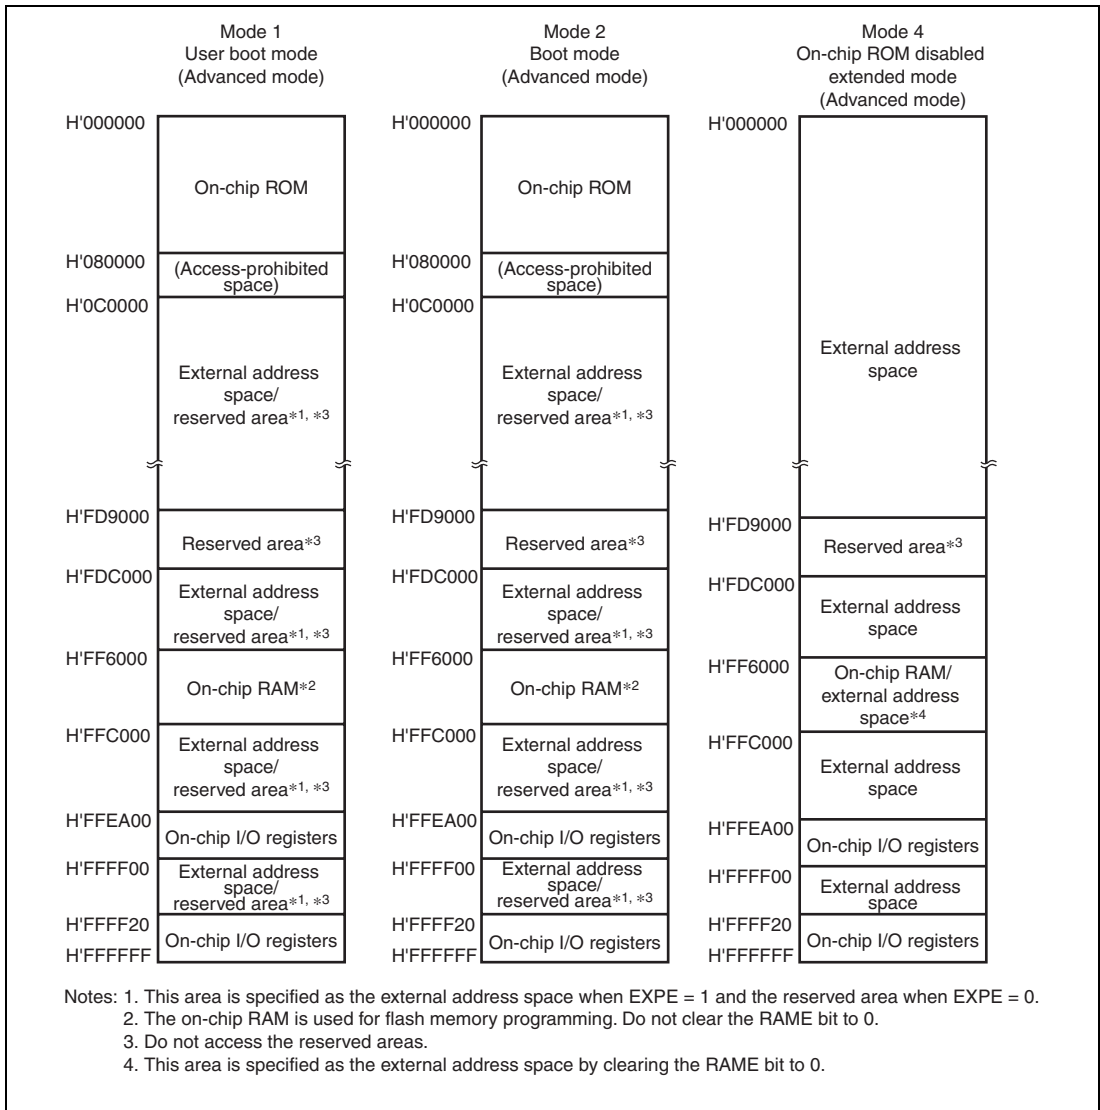 Mode 1
User boot mode
(Advanced mode)
Mode 2
Boot mode
(Advanced mode)
Mode 4
On-chip ROM disabled
extended mode
(Advanced mode)
H'000000
On-chip ROM
H'080000
(Access-prohibited
space)
H'0C0000
External address
space/
reserved area*1, *3
H'FD9000
Reserved area*3
H'FDC000
External address
space/
reserved area*1, *3
H'FF6000
On-chip RAM*2
H'FFC000
External address
space/
reserved area*1, *3
H'FFEA00
On-chip I/O registers
H'FFFF00
External address
space/
reserved area*1, *3
H'FFFF20
On-chip I/O registers
H'FFFFFF
H'000000
On-chip ROM
H'080000
(Access-prohibited
space)
H'0C0000
External address
space/
reserved area*1, *3
H'FD9000
Reserved area*3
H'FDC000
External address
space/
reserved area*1, *3
H'FF6000
On-chip RAM*2
H'FFC000
External address
space/
reserved area*1, *3
H'FFEA00
On-chip I/O registers
H'FFFF00
External address
space/
reserved area*1, *3
H'FFFF20
On-chip I/O registers
H'FFFFFF
H'000000
External address
space
H'FD9000
Reserved area*3
H'FDC000
External address
space
H'FF6000
On-chip RAM/
external address
space*4
H'FFC000
External address
space
H'FFEA00
On-chip I/O registers
H'FFFF00
External address
space
H'FFFF20
On-chip I/O registers
H'FFFFFF
Notes: 1. This area is specified as the external address space when EXPE = 1 and the reserved area when EXPE = 0.
2. The on-chip RAM is used for flash memory programming. Do not clear the RAME bit to 0.
3. Do not access the reserved areas.
4. This area is specified as the external address space by clearing the RAME bit to 0.